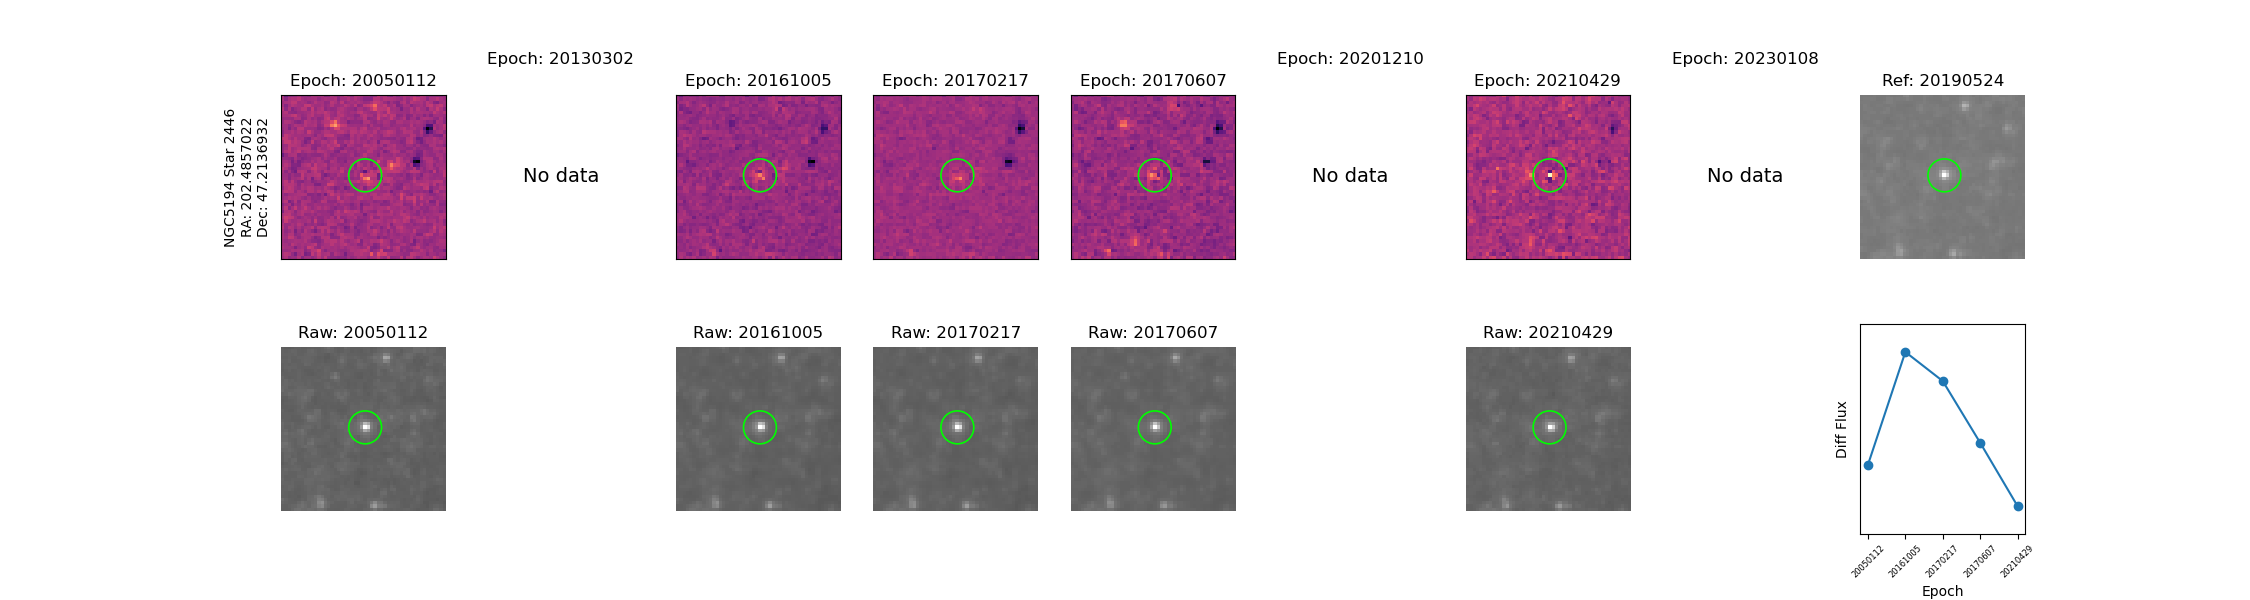 Epoch: 20130302
Epoch: 20201210
Epoch: 20230108
Epoch: 20050112
Epoch: 20161005
Epoch: 20170217
Epoch: 20170607
Epoch: 20210429
Ref: 20190524
NGC5194 Star 2446
RA: 202.4857022
Dec: 47.2136932
No data
No data
No data
Raw: 20050112
Raw: 20161005
Raw: 20170217
Raw: 20170607
Raw: 20210429
Diff Flux
20050112
20161005
20170217
20170607
20210429
Epoch